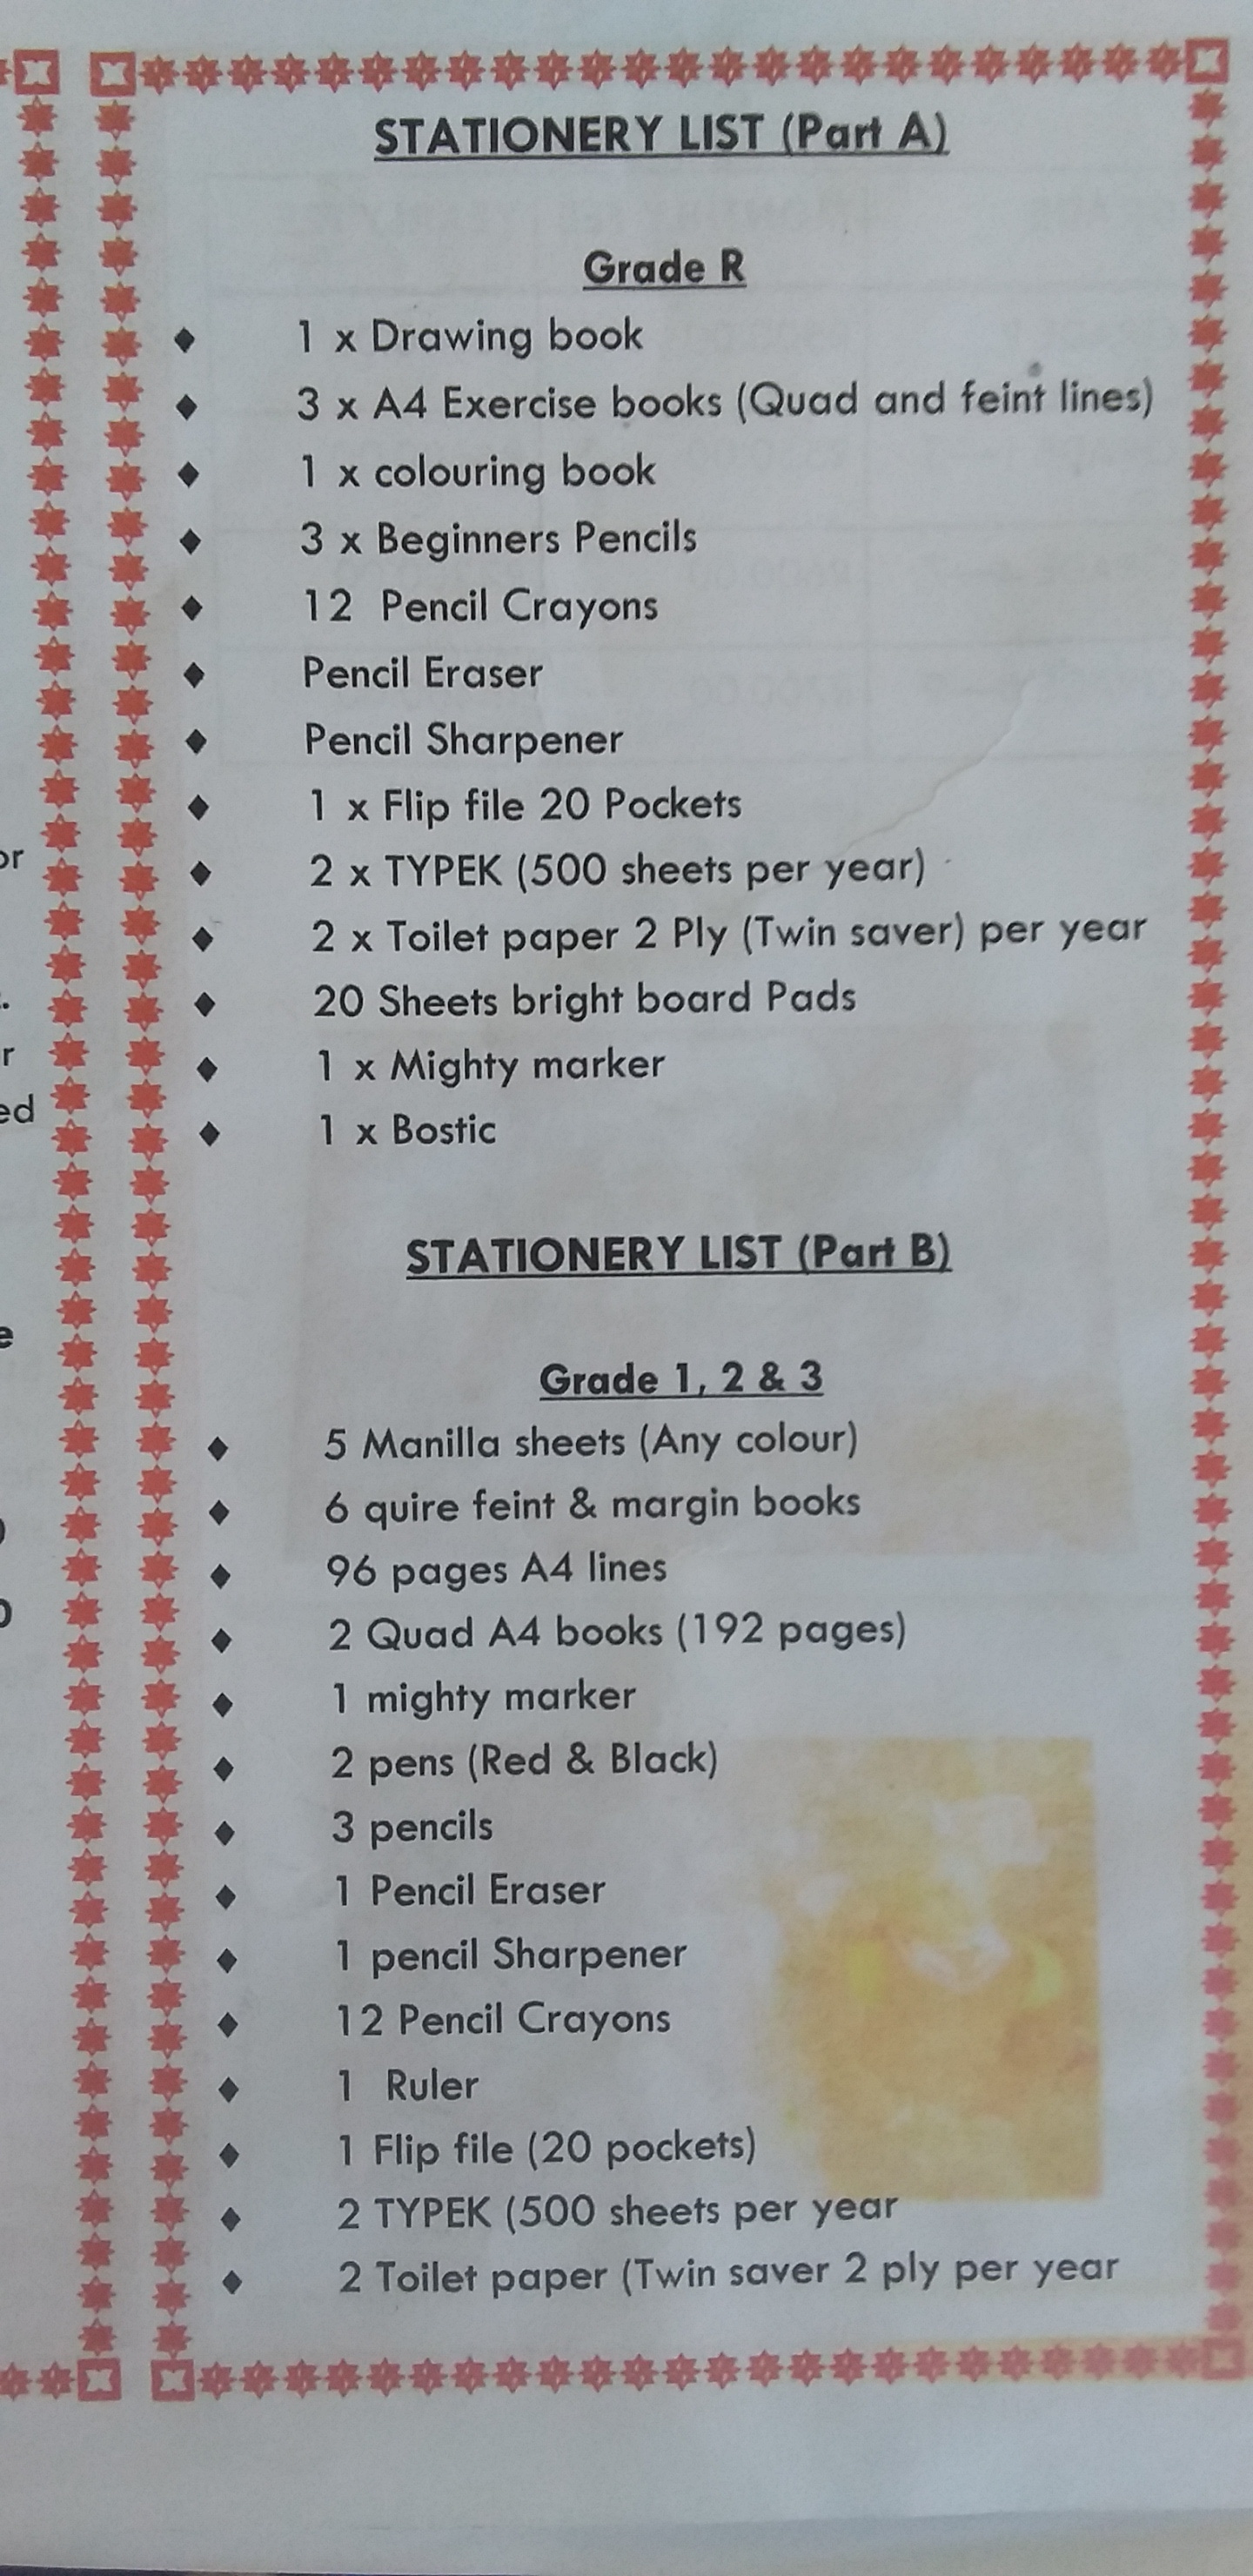 STATIONERY LIST (Part A)
Grade R
1 x Drawing book
3 x A4 Exercise books (Quad and feint lines)
1 x colouring book
3 x Beginners Pencils
12 Pencil Crayons
Pencil Eraser
Pencil Sharpener
1 x Flip file 20 Pockets
2 x TYPEK (500 sheets per year)
2 x Toilet paper 2 Ply (Twin saver) per year
20 Sheets bright board Pads
1 x Mighty marker
1 x Bostic
STATIONERY LIST (Part B)
Grade 1, 2 & 3
5 Manilla sheets (Any colour)
6 quire feint & margin books
96 pages A4 lines
2 Quad A4 books (192 pages)
1 mighty marker
2 pens (Red & Black)
3 pencils
1 Pencil Eraser
1 pencil Sharpener
12 Pencil Crayons
1 Ruler
1 Flip file (20 pockets)
2 TYPEK (500 sheets per year
2 Toilet paper (Twin saver 2 ply per year